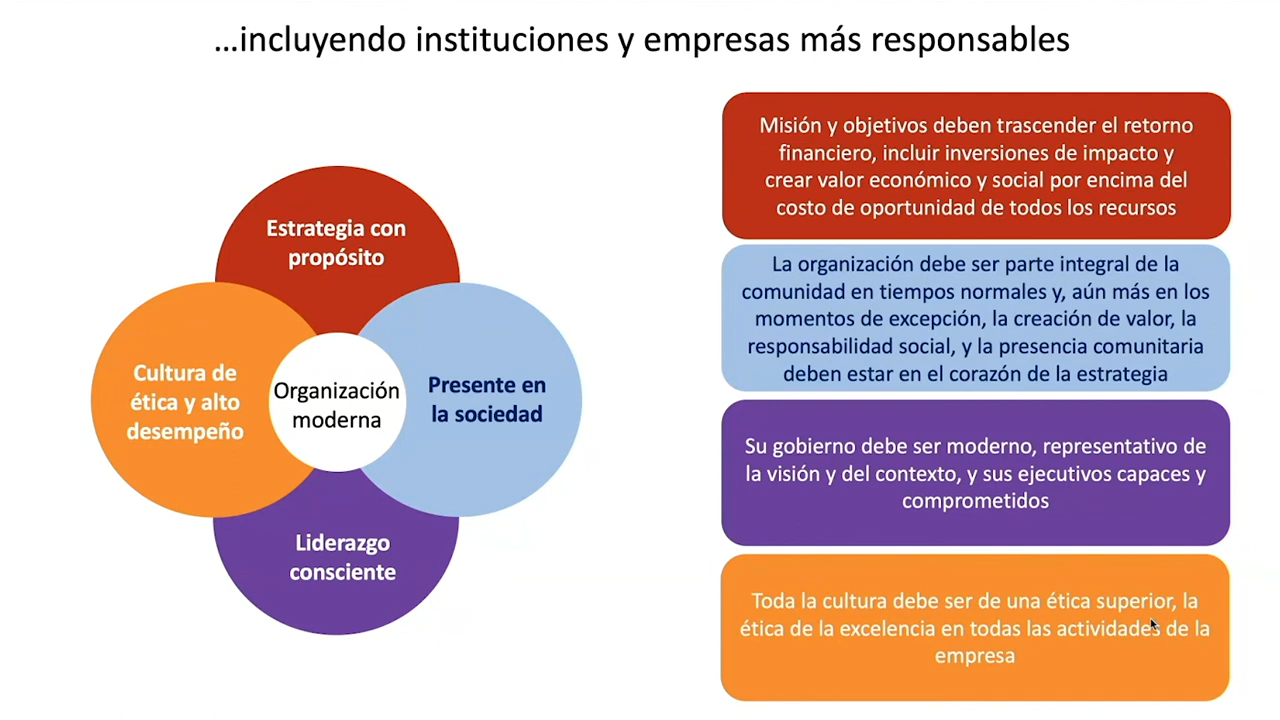 ...incluyendo instituciones y empresas más responsables
Estrategia con
propósito
Cultura de
ética y alto
desempeño
Organización
moderna
Presente en
la sociedad
Liderazgo
consciente
Misión y objetivos deben trascender el retorno
financiero, incluir inversiones de impacto y
crear valor económico y social por encima del
costo de oportunidad de todos los recursos
La organización debe ser parte integral de la
comunidad en tiempos normales y, aún más en los
momentos de excepción, la creación de valor, la
responsabilidad social, y la presencia comunitaria
deben estar en el corazón de la estrategia
Su gobierno debe ser moderno, representativo de
la visión y del contexto, y sus ejecutivos capaces y
comprometidos
Toda la cultura debe ser de una ética superior, la
ética de la excelencia en todas las actividades de la
empresa